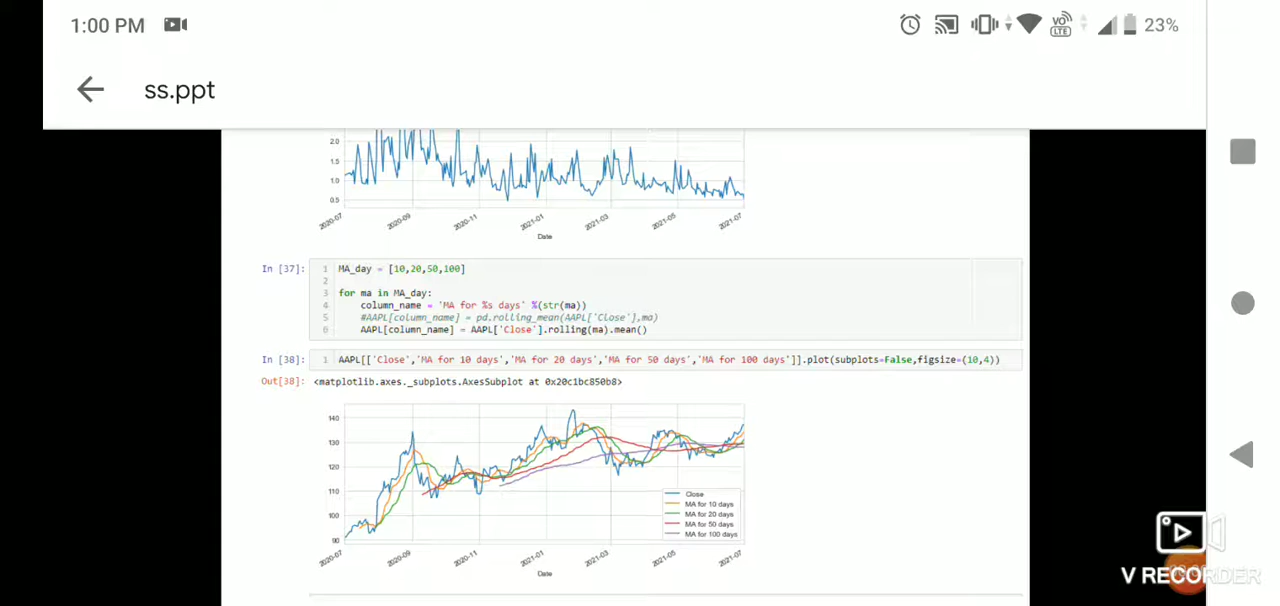 1:00 PM
VO LTE
23%
ss.ppt
2.0
1.5
1.0
0.5
2020-07 2020-09 2020-11 2021-01 2021-03 2021-05 2021-07
Date
In [37]:
1 MA_day = [10,20,50,100]
2
3 for ma in MA_day:
4 column_name = 'MA for %s days' %(str(ma))
5 #AAPL[column_name] = pd.rolling_mean(AAPL['Close'],ma)
6 AAPL[column_name] = AAPL['Close'].rolling(ma).mean()
In [38]:
1 AAPL[['Close','MA for 10 days','MA for 20 days','MA for 50 days','MA for 100 days']].plot(subplots=False,figsize=(10,4))
Out[38]: <matplotlib.axes._subplots.AxesSubplot at 0x20c1bc850b8>
140
130
120
110
100
90
Close
MA for 10 days
MA for 20 days
MA for 50 days
MA for 100 days
2020-07 2020-09 2020-11 2021-01 2021-03 2021-05 2021-07
Date
V RECORDER